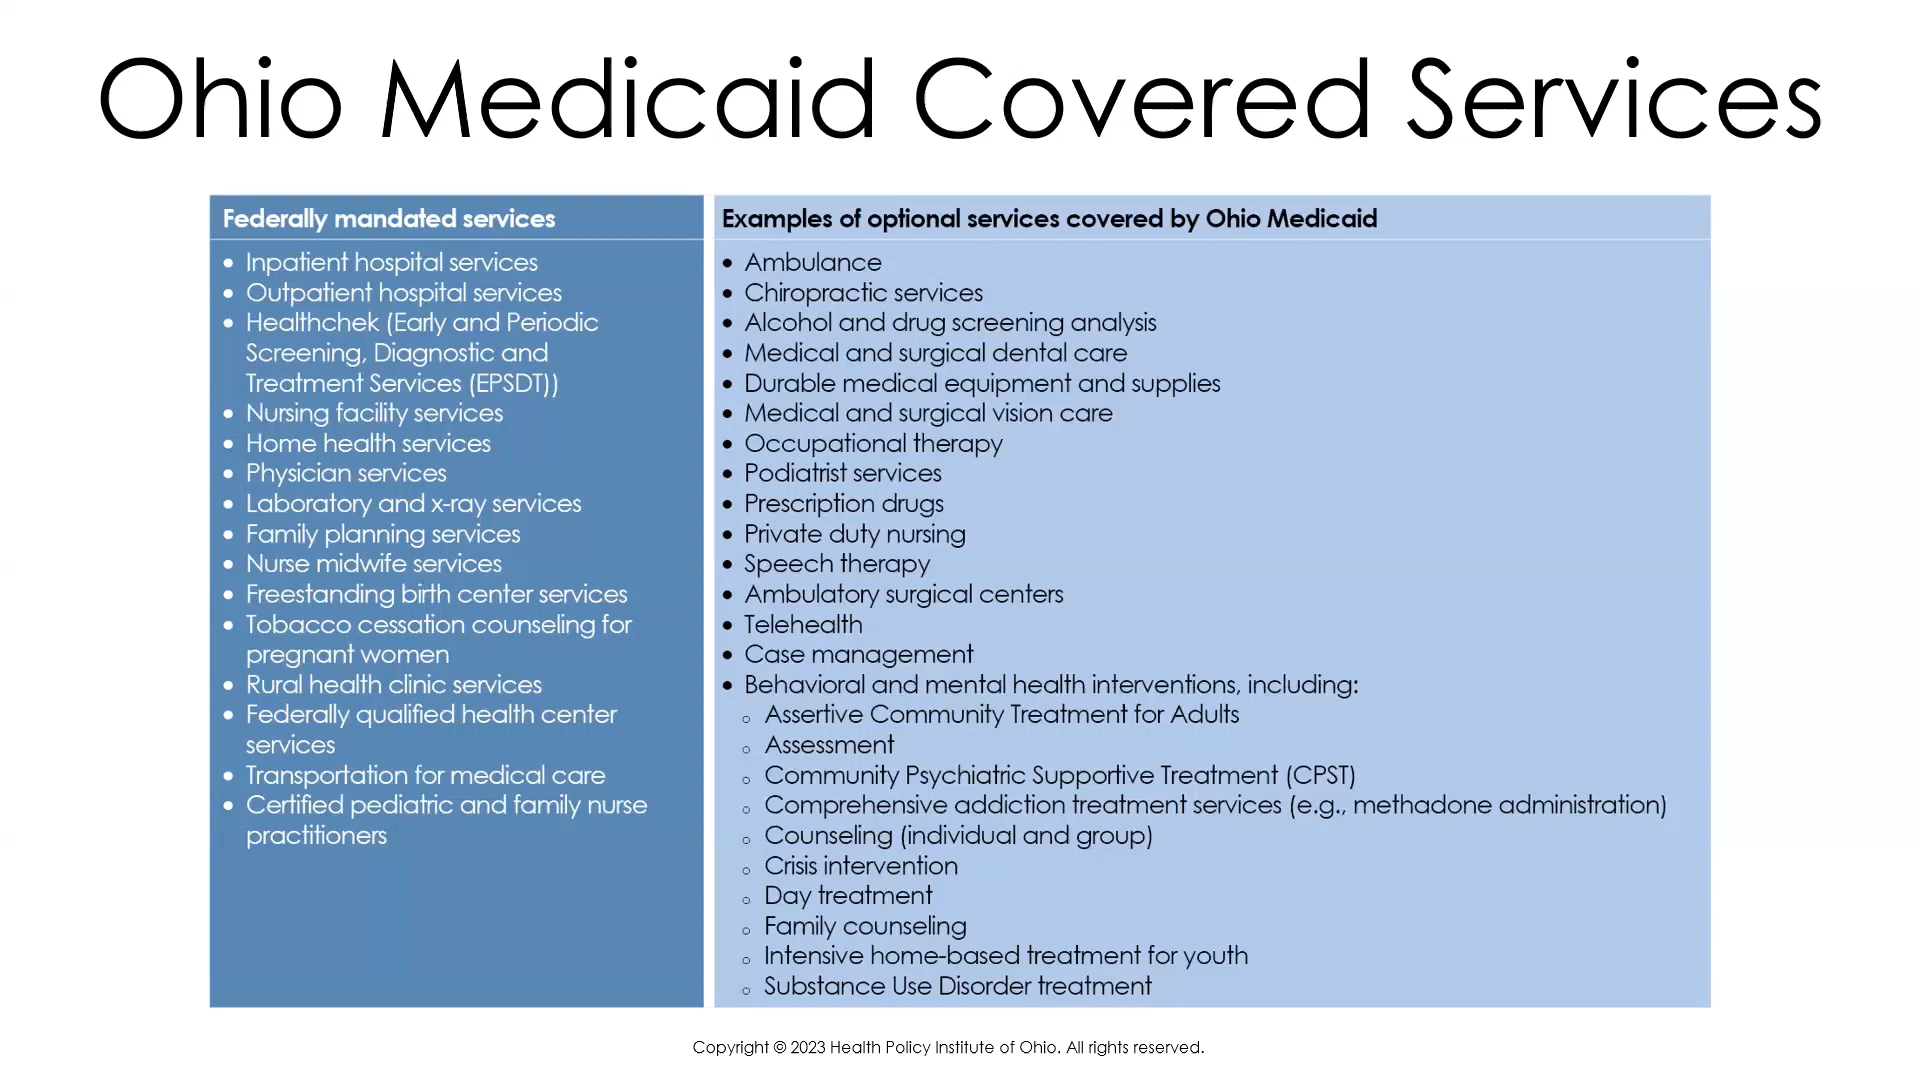 Ohio Medicaid Covered Services
Federally mandated services
• Inpatient hospital services
• Outpatient hospital services
• Healthchek (Early and Periodic
Screening, Diagnostic and
Treatment Services (EPSDT))
• Nursing facility services
• Home health services
• Physician services
• Laboratory and x-ray services
• Family planning services
• Nurse midwife services
• Freestanding birth center services
• Tobacco cessation counseling for
pregnant women
• Rural health clinic services
• Federally qualified health center
services
• Transportation for medical care
• Certified pediatric and family nurse
practitioners
Examples of optional services covered by Ohio Medicaid
• Ambulance
• Chiropractic services
• Alcohol and drug screening analysis
• Medical and surgical dental care
• Durable medical equipment and supplies
• Medical and surgical vision care
• Occupational therapy
• Podiatrist services
• Prescription drugs
• Private duty nursing
• Speech therapy
• Ambulatory surgical centers
• Telehealth
• Case management
• Behavioral and mental health interventions, including:
o Assertive Community Treatment for Adults
o Assessment
o Community Psychiatric Supportive Treatment (CPST)
o Comprehensive addiction treatment services (e.g., methadone administration)
o Counseling (individual and group)
o Crisis intervention
o Day treatment
o Family counseling
o Intensive home-based treatment for youth
o Substance Use Disorder treatment
Copyright © 2023 Health Policy Institute of Ohio. All rights reserved.